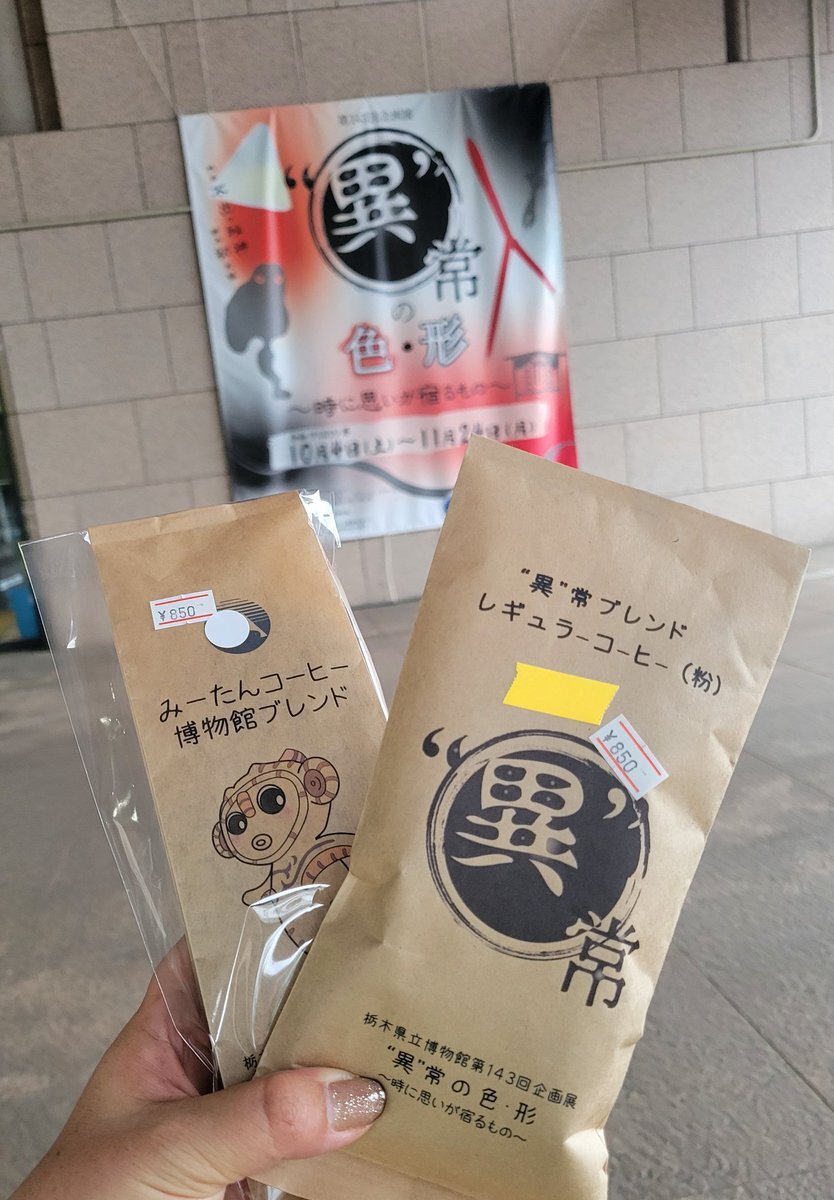 “異”常
の
色・形
～時に思いが宿るもの～
10月4日(土)～11月24日(月)
¥850
みーたんコーヒー
博物館ブレンド
栃
“異”常ブレンド
レギュラーコーヒー（粉）
¥850
“異”常
栃木県立博物館第143回企画展
“異”常の色・形
～時に思いが宿るもの～